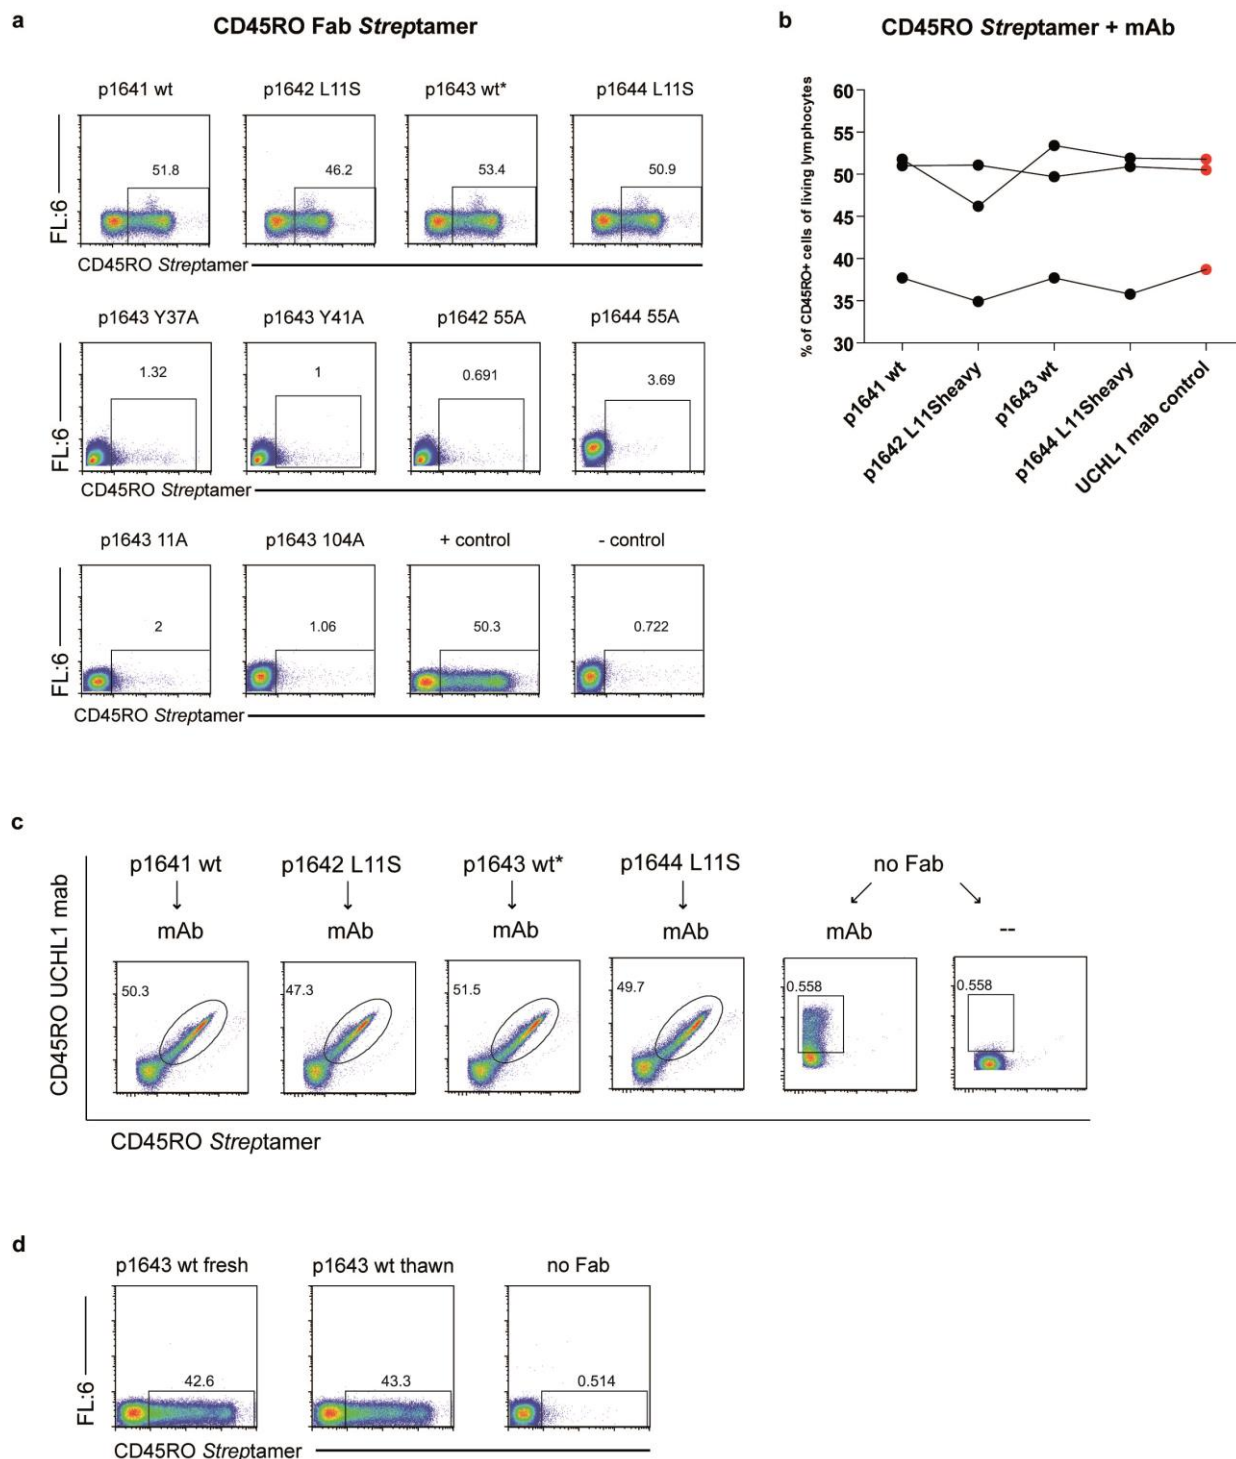 a
CD45RO Fab Streptamer
p1641 wt p1642 L11S p1643 wt* p1644 L11S
51.8 46.2 53.4 50.9
FL:6
CD45RO Streptamer
p1643 Y37A p1643 Y41A p1642 55A p1644 55A
1.32 1 0.691 3.69
FL:6
CD45RO Streptamer
p1643 11A p1643 104A + control - control
2 1.06 50.3 0.722
FL:6
CD45RO Streptamer
b
CD45RO Streptamer + mAb
% of CD45RO+ cells of living lymphocytes
60
55
50
45
40
35
30
p1641 wt
p1642 L11Sheavy
p1643 wt
p1644 L11Sheavy
UCHL1 mab control
c
CD45RO UCHL1 mab
p1641 wt p1642 L11S p1643 wt* p1644 L11S no Fab
mAb mAb mAb mAb mAb --
50.3 47.3 51.5 49.7 0.558 0.558
CD45RO Streptamer
d
p1643 wt fresh p1643 wt thawn no Fab
42.6 43.3 0.514
FL:6
CD45RO Streptamer